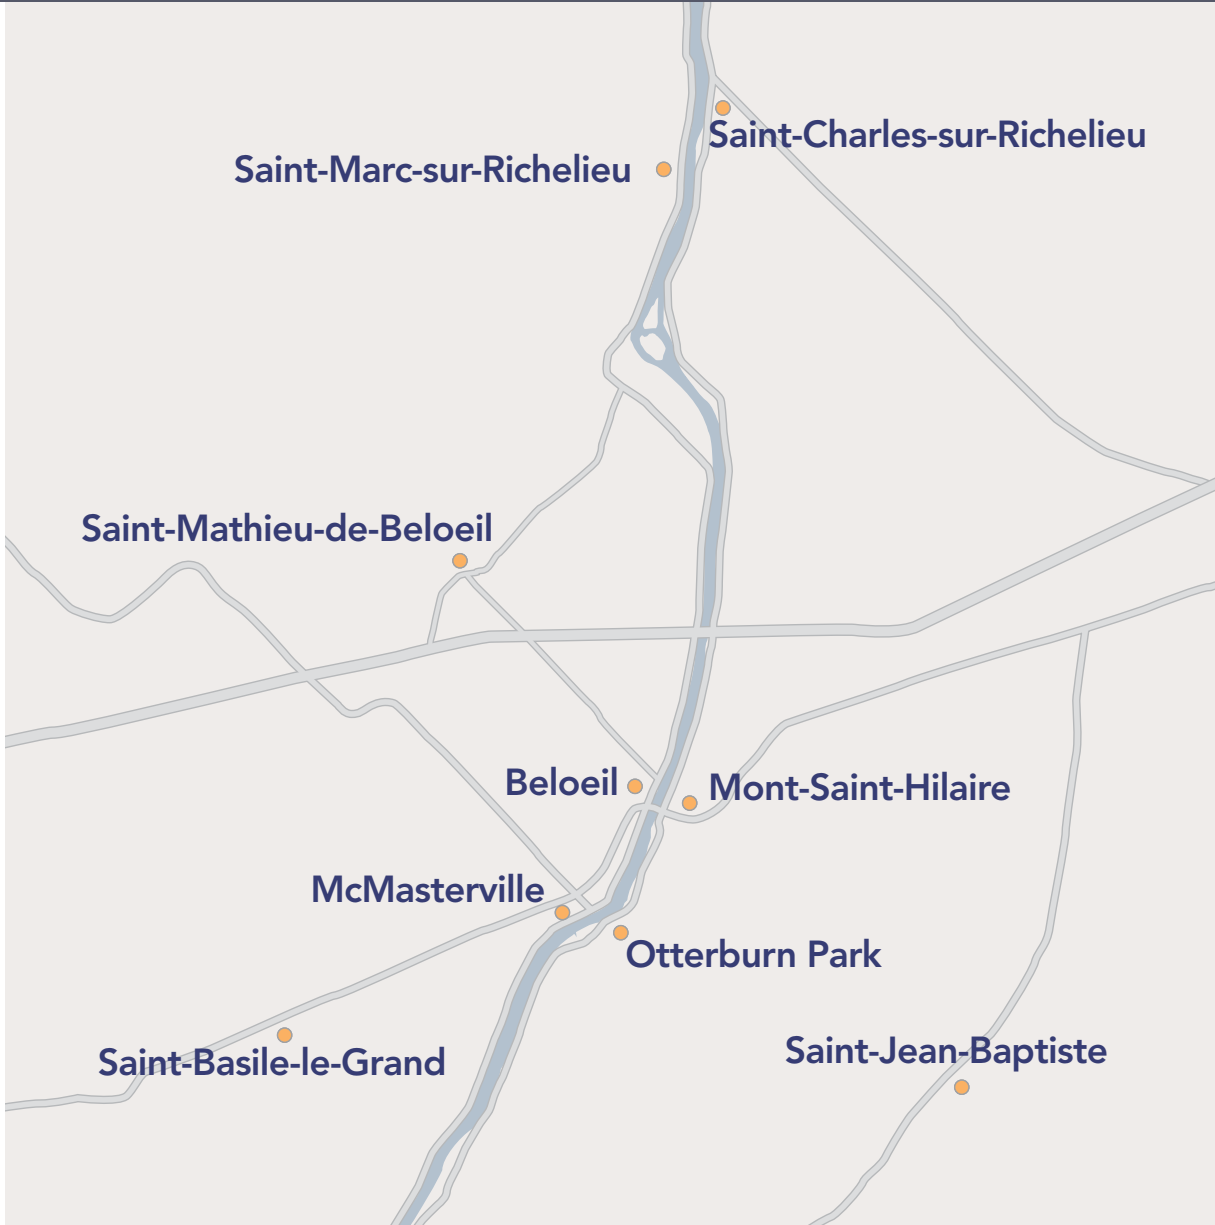 Saint-Charles-sur-Richelieu
Saint-Marc-sur-Richelieu
Saint-Mathieu-de-Beloeil
Beloeil
Mont-Saint-Hilaire
McMasterville
Otterburn Park
Saint-Jean-Baptiste
Saint-Basile-le-Grand